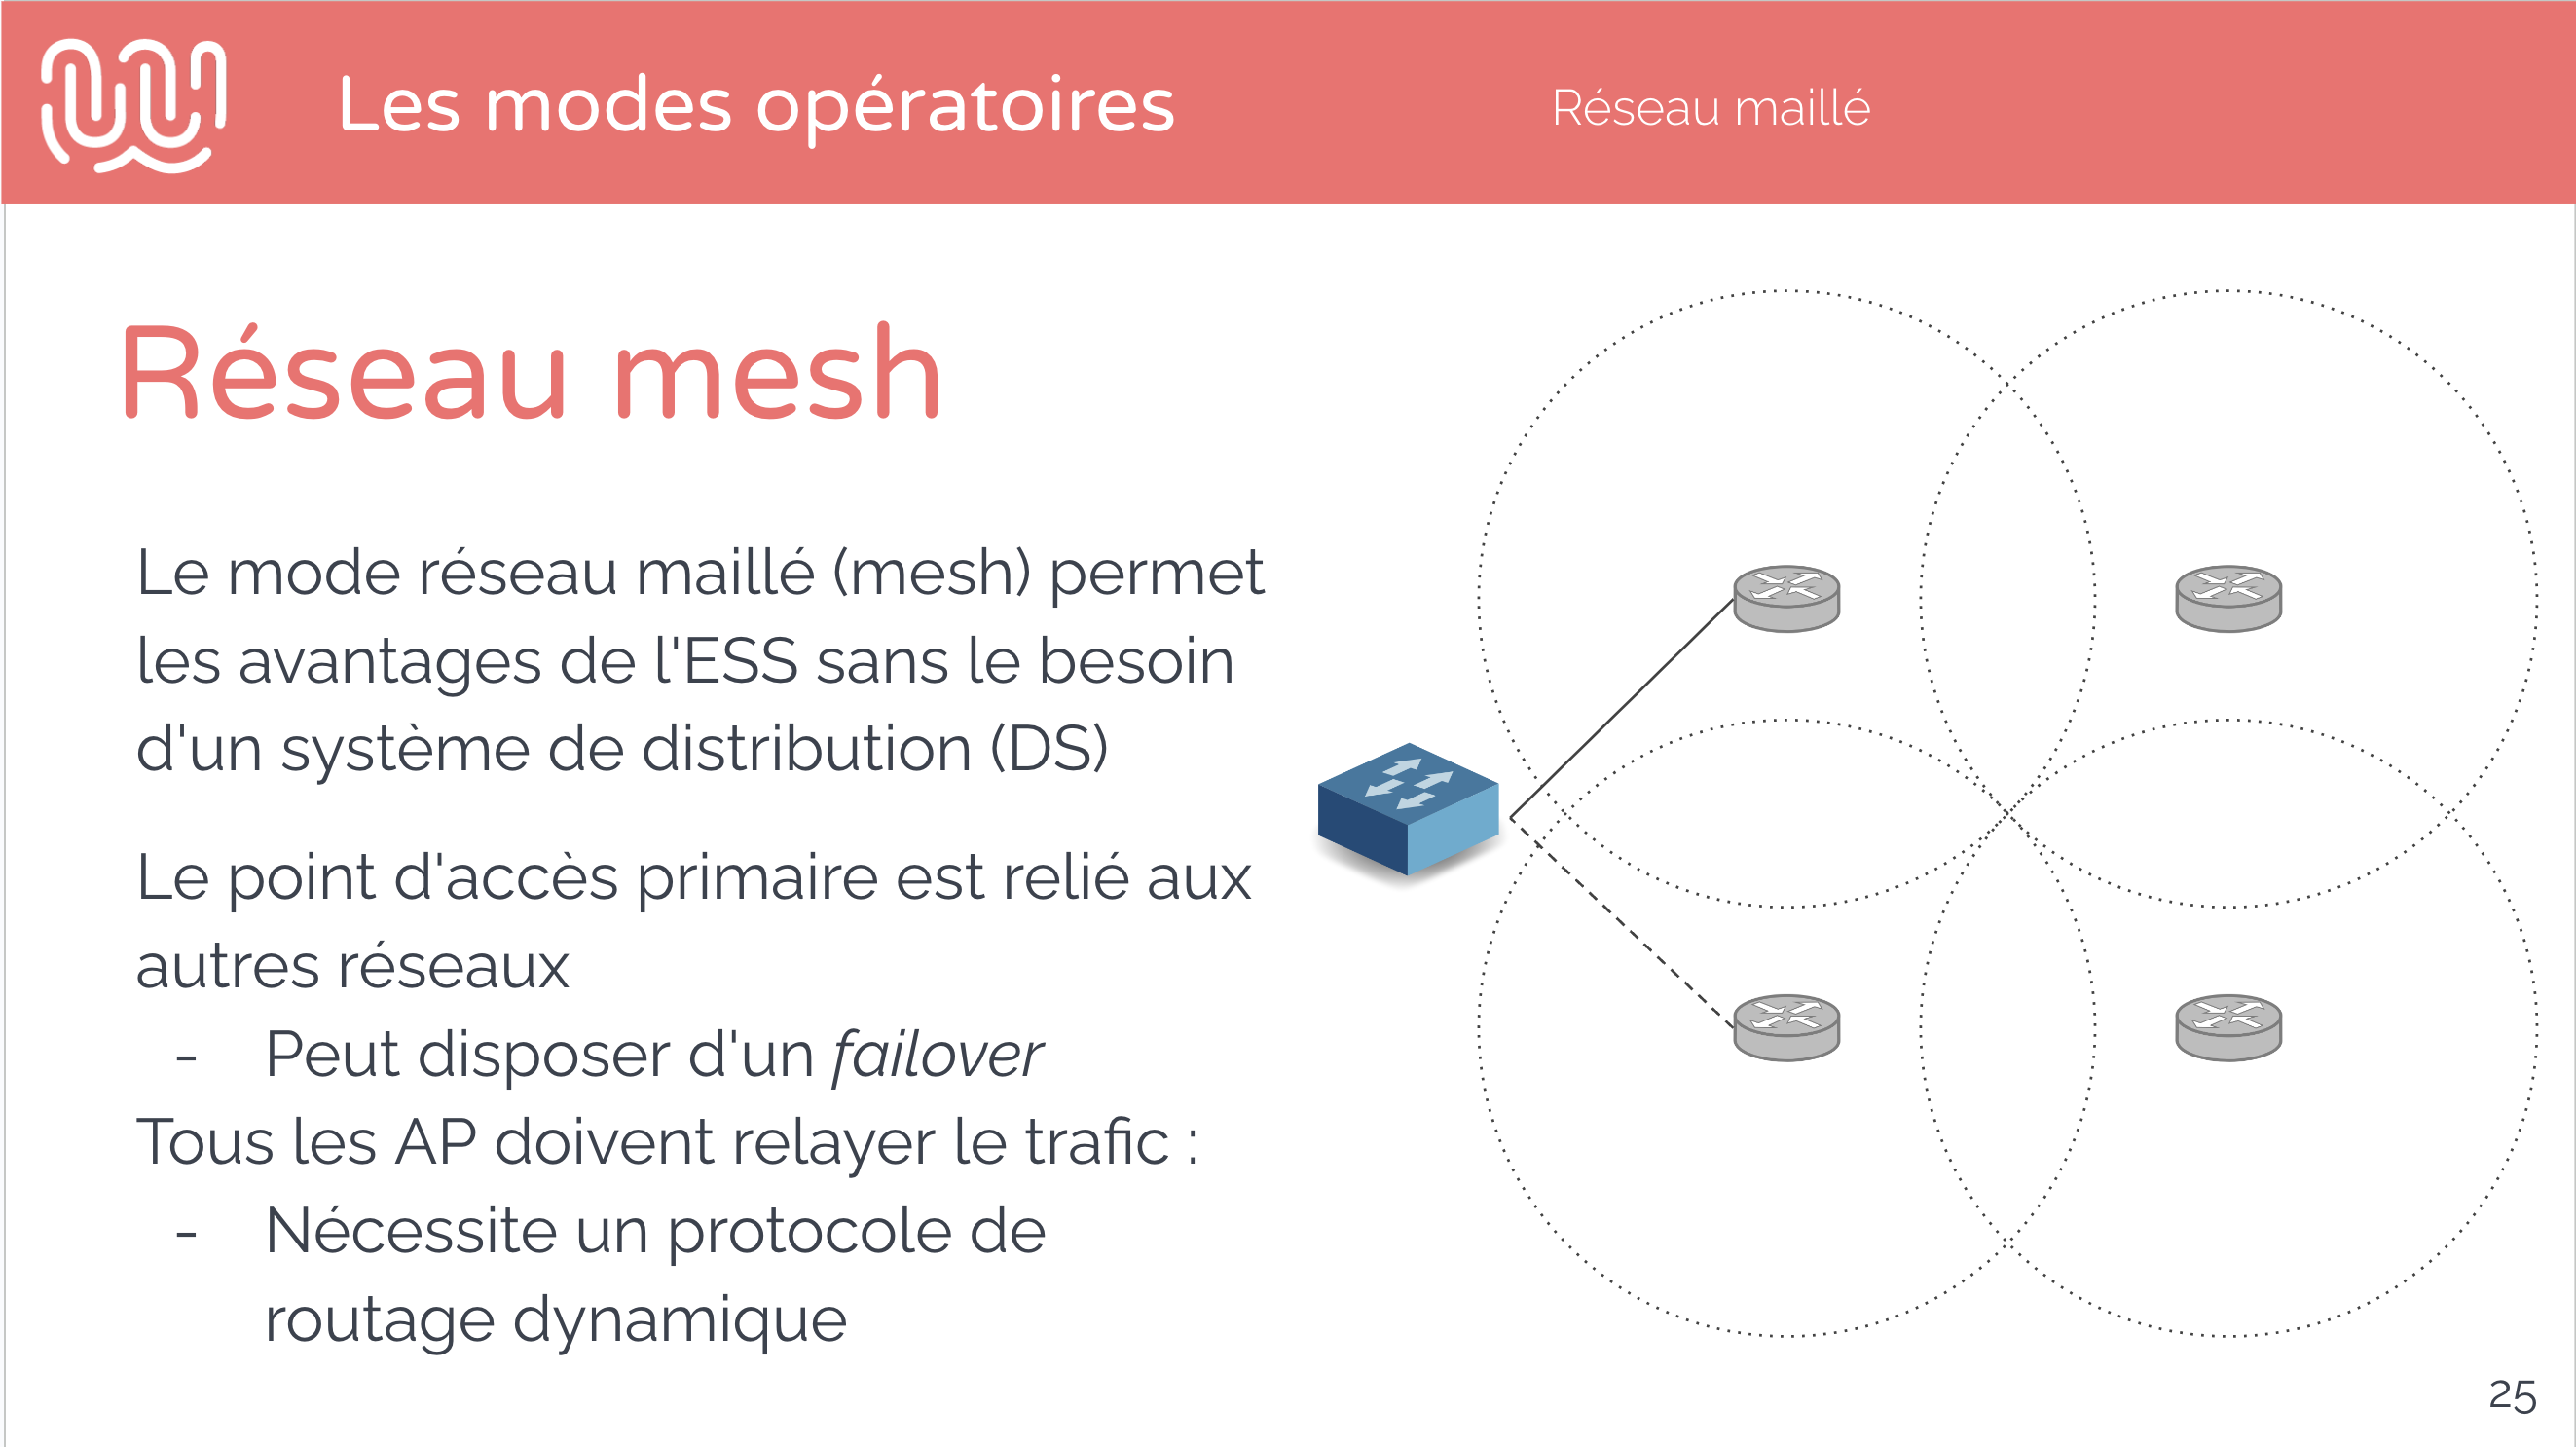 Les modes opératoires
Réseau maillé
Réseau mesh
Le mode réseau maillé (mesh) permet
les avantages de l'ESS sans le besoin
d'un système de distribution (DS)
Le point d'accès primaire est relié aux
autres réseaux
- Peut disposer d'un failover
Tous les AP doivent relayer le trafic :
- Nécessite un protocole de
routage dynamique
25